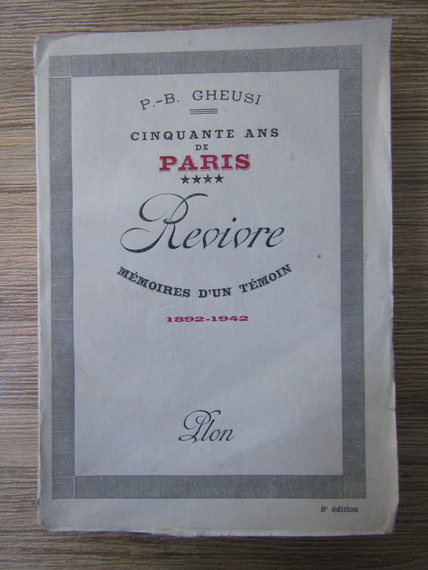 P.-B. GHEUSI
CINQUANTE ANS
DE
PARIS
★★★★
Revivre
MÉMOIRES D'UN TÉMOIN
1892-1942
Plon
8e édition